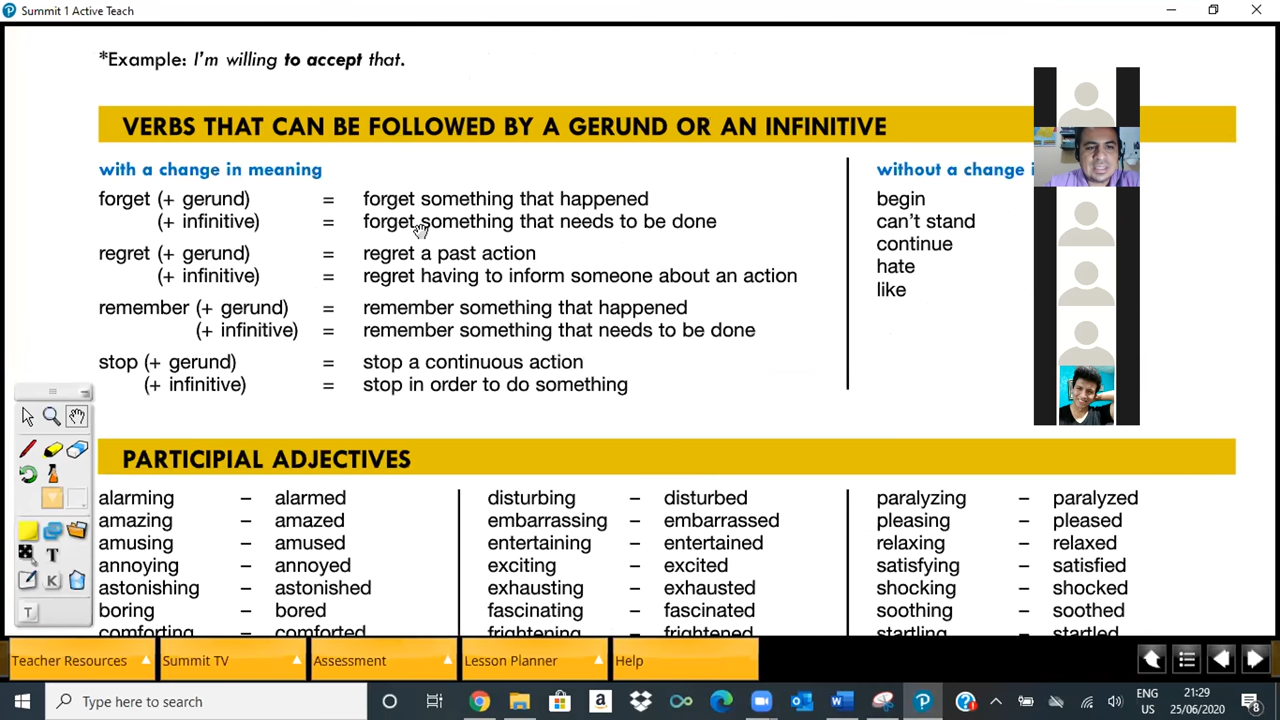 Summit 1 Active Teach
*Example: I'm willing to accept that.
VERBS THAT CAN BE FOLLOWED BY A GERUND OR AN INFINITIVE
with a change in meaning
forget (+ gerund) = forget something that happened
(+ infinitive) = forget something that needs to be done
regret (+ gerund) = regret a past action
(+ infinitive) = regret having to inform someone about an action
remember (+ gerund) = remember something that happened
(+ infinitive) = remember something that needs to be done
stop (+ gerund) = stop a continuous action
(+ infinitive) = stop in order to do something
without a change i
begin
can't stand
continue
hate
like
PARTICIPIAL ADJECTIVES
alarming – alarmed
amazing – amazed
amusing – amused
annoying – annoyed
astonishing – astonished
boring – bored
comforting comforted
disturbing – disturbed
embarrassing – embarrassed
entertaining – entertained
exciting – excited
exhausting – exhausted
fascinating – fascinated
frightening frightened
paralyzing – paralyzed
pleasing – pleased
relaxing – relaxed
satisfying – satisfied
shocking – shocked
soothing – soothed
startling startled
T
K
T
Teacher Resources
Summit TV
Assessment
Lesson Planner
Help
Type here to search
ENG
US
21:29
25/06/2020
8